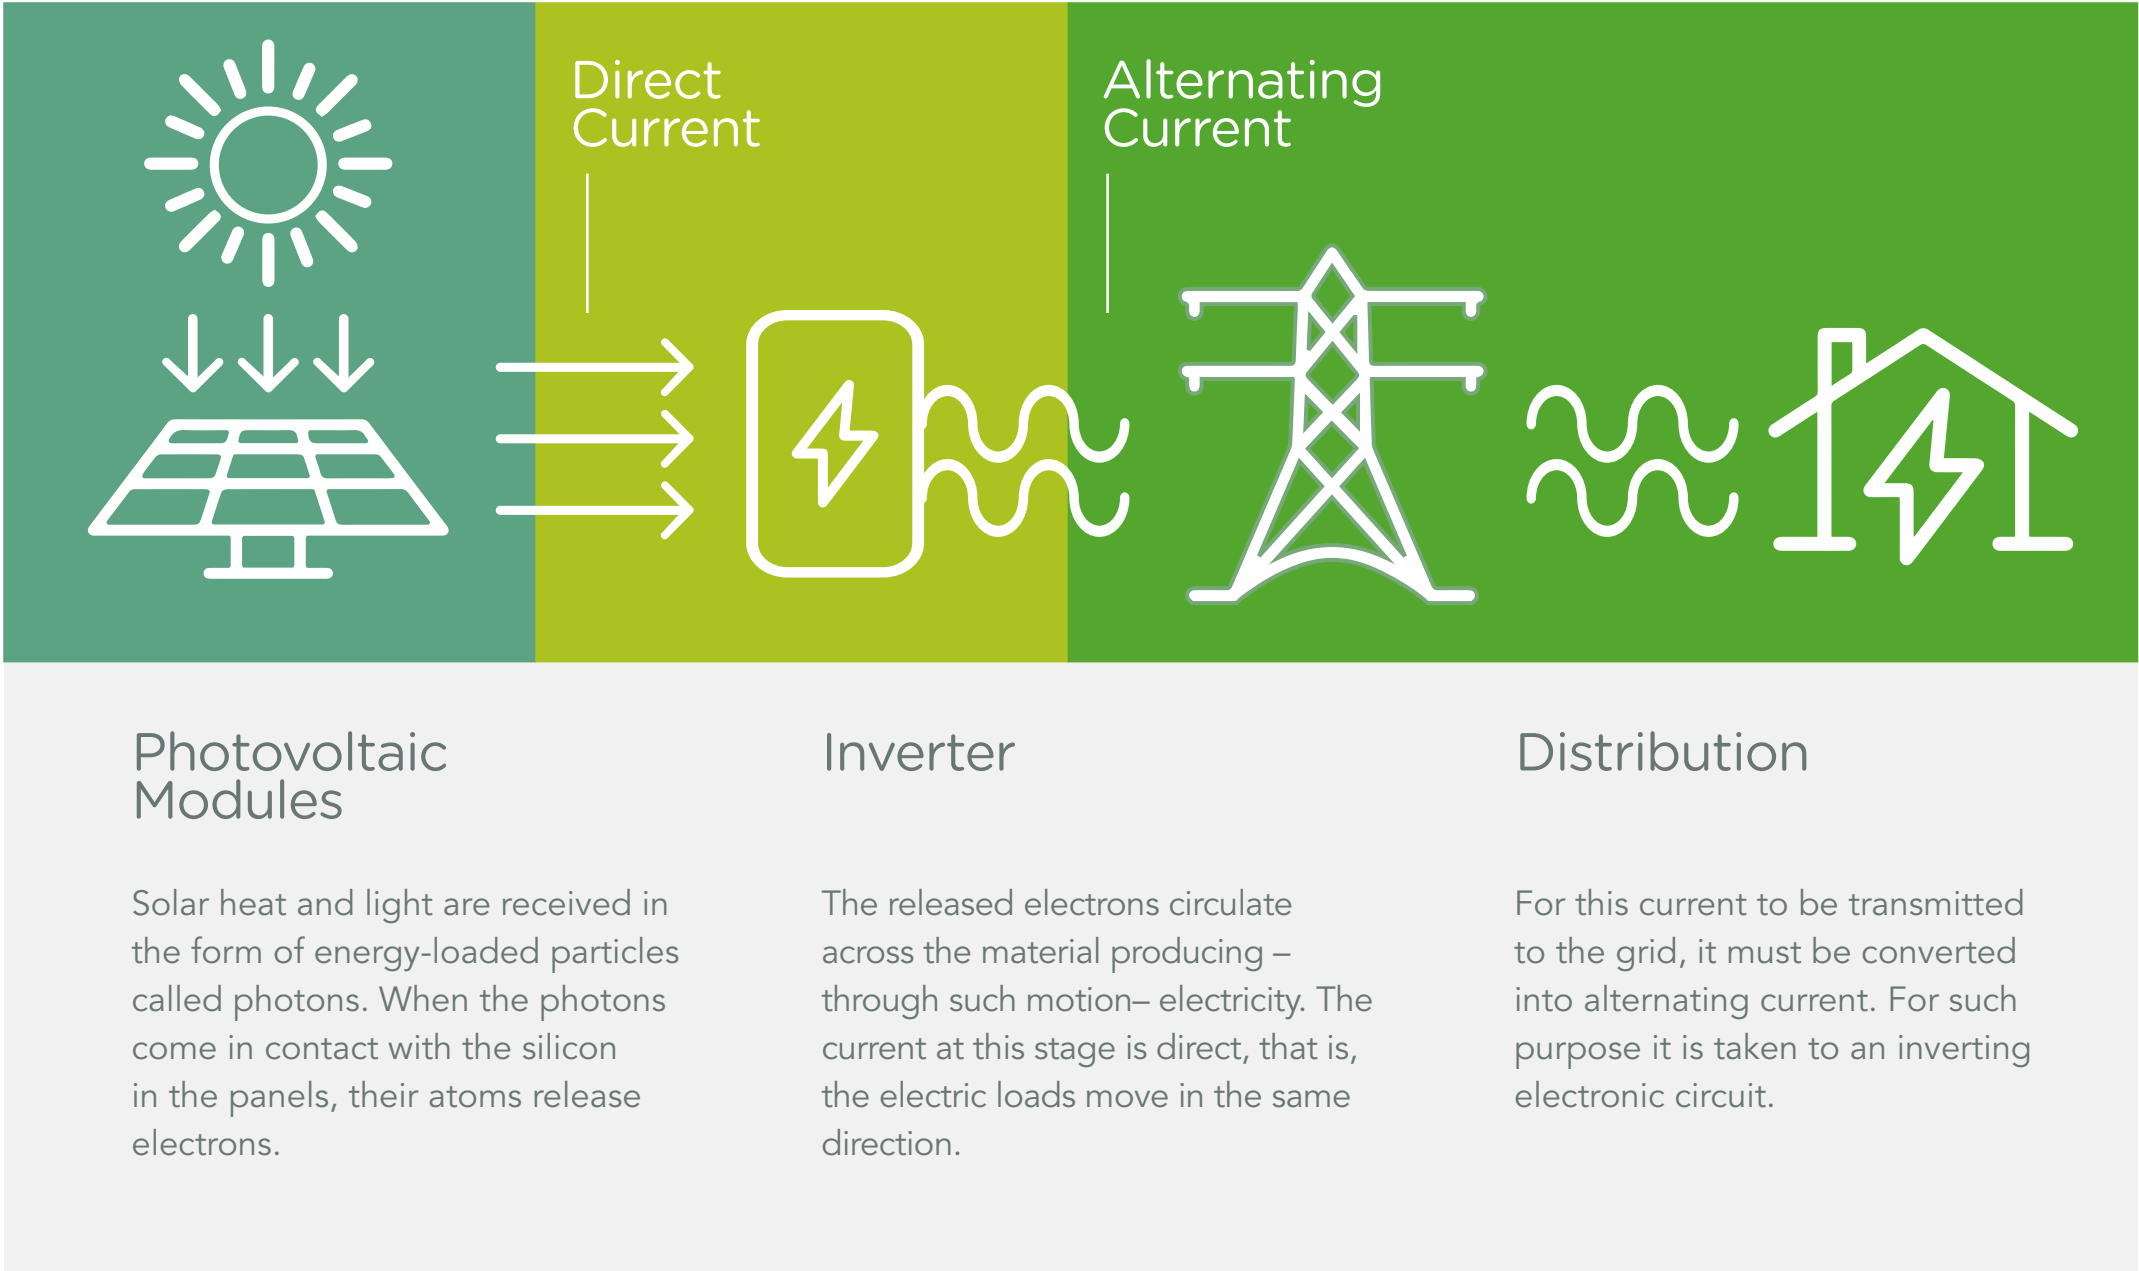 Direct
Current
Alternating
Current
Photovoltaic
Modules
Solar heat and light are received in
the form of energy-loaded particles
called photons. When the photons
come in contact with the silicon
in the panels, their atoms release
electrons.
Inverter
The released electrons circulate
across the material producing –
through such motion– electricity. The
current at this stage is direct, that is,
the electric loads move in the same
direction.
Distribution
For this current to be transmitted
to the grid, it must be converted
into alternating current. For such
purpose it is taken to an inverting
electronic circuit.